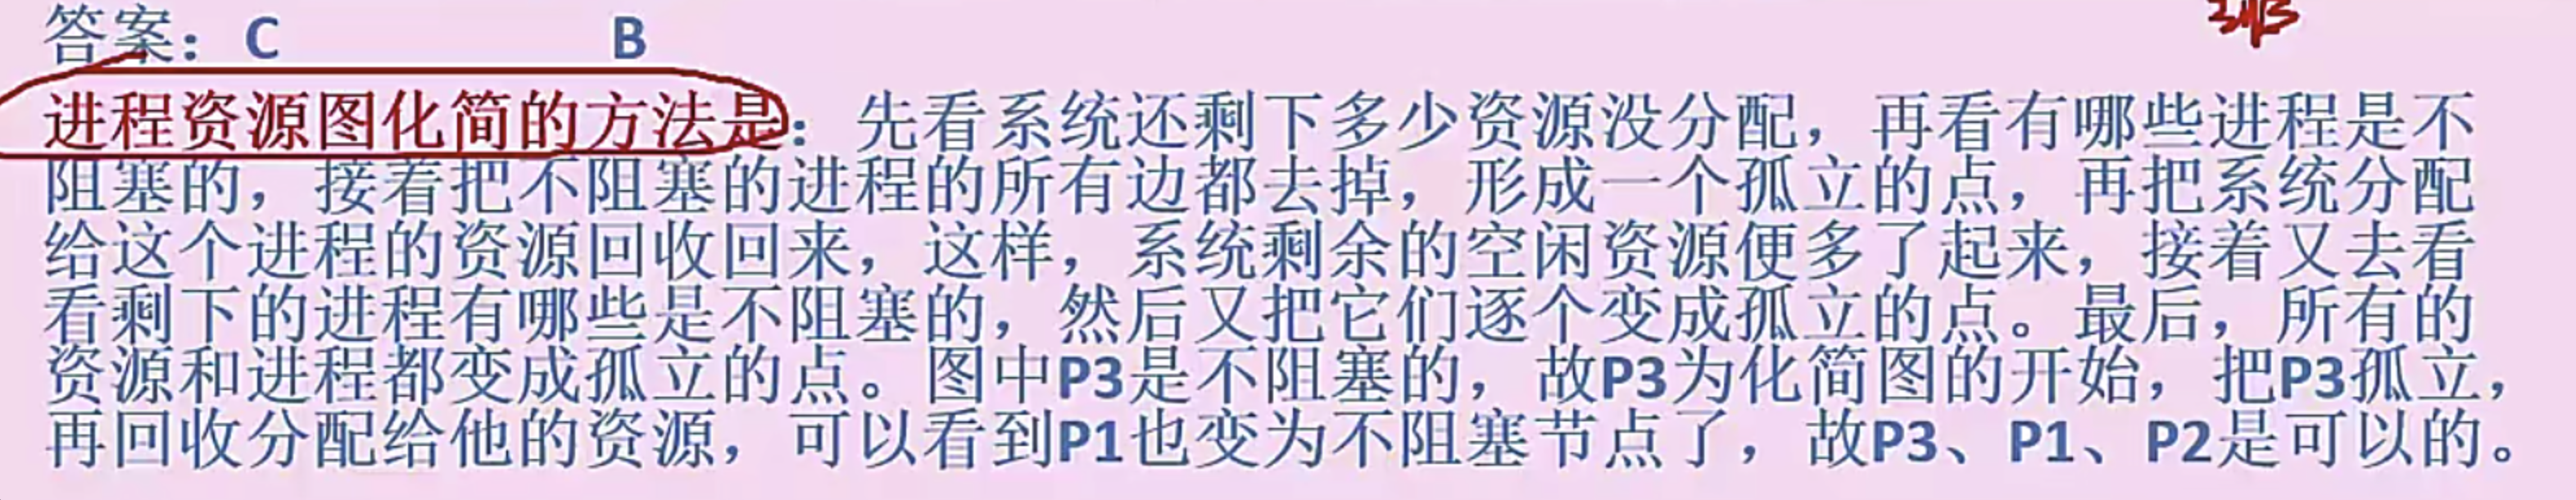 答案：C B
进程资源图化简的方法是：先看系统还剩下多少资源没分配，再看有哪些进程是不
阻塞的，接着把不阻塞的进程的所有边都去掉，形成一个孤立的点，再把系统分配
给这个进程的资源回收回来，这样，系统剩余的空闲资源便多了起来，接着又去看
看剩下的进程有哪些是不阻塞的，然后又把它们逐个变成孤立的点。最后，所有的
资源和进程都变成孤立的点。图中P3是不阻塞的，故P3为化简图的开始，把P3孤立，
再回收分配给他的资源，可以看到P1也变为不阻塞节点了，故P3、P1、P2是可以的。